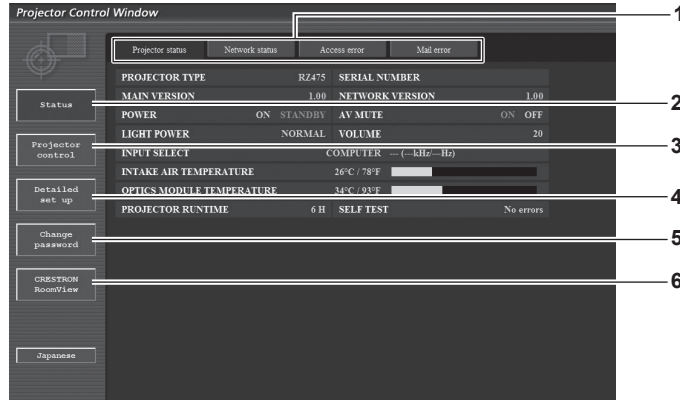 Projector Control Window
1
Projector status Network status Access error Mail error
PROJECTOR TYPE RZ475 SERIAL NUMBER
MAIN VERSION 1.00 NETWORK VERSION 1.00
Status
2
POWER ON STANDBY AV MUTE ON OFF
LIGHT POWER NORMAL VOLUME 20
Projector
control
3
INPUT SELECT COMPUTER --- (---kHz/---Hz)
INTAKE AIR TEMPERATURE 26°C / 78°F
Detailed
set up
4
OPTICS MODULE TEMPERATURE 34°C / 93°F
PROJECTOR RUNTIME 6 H SELF TEST No errors
Change
password
5
CRESTRON
RoomView
6
Japanese